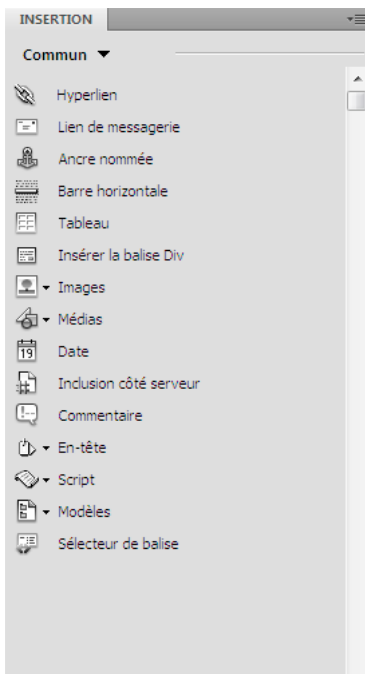 INSERTION
Commun
Hyperlien
Lien de messagerie
Ancre nommée
Barre horizontale
Tableau
Insérer la balise Div
Images
Médias
19 Date
Inclusion côté serveur
Commentaire
En-tête
Script
Modèles
Sélecteur de balise